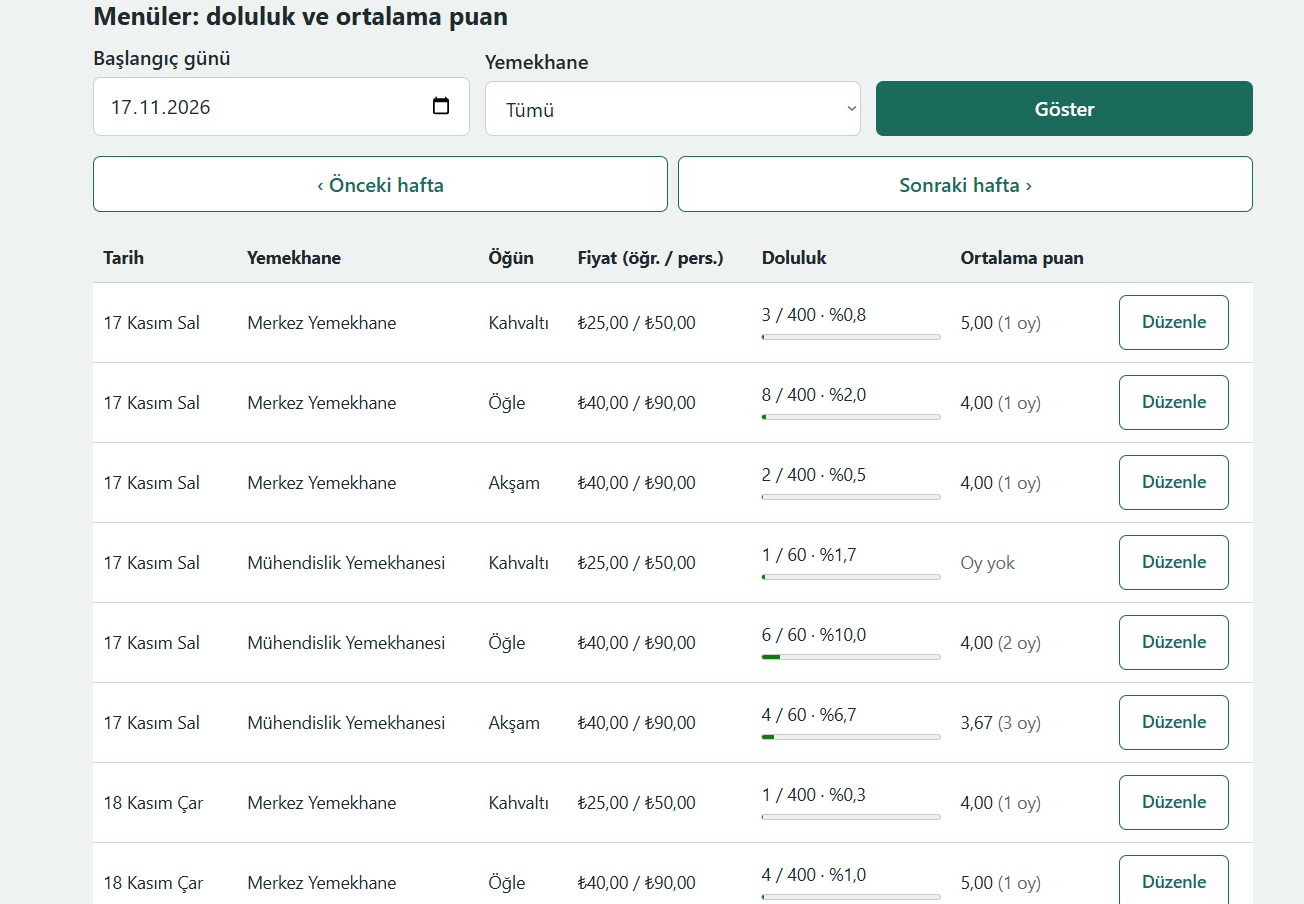 Menüler: doluluk ve ortalama puan
Başlangıç günü
Yemekhane
17.11.2026
Tümü
Göster
‹ Önceki hafta
Sonraki hafta ›
Tarih Yemekhane Öğün Fiyat (öğr. / pers.) Doluluk Ortalama puan
17 Kasım Sal Merkez Yemekhane Kahvaltı ₺25,00 / ₺50,00 3 / 400 · %0,8 5,00 (1 oy) Düzenle
17 Kasım Sal Merkez Yemekhane Öğle ₺40,00 / ₺90,00 8 / 400 · %2,0 4,00 (1 oy) Düzenle
17 Kasım Sal Merkez Yemekhane Akşam ₺40,00 / ₺90,00 2 / 400 · %0,5 4,00 (1 oy) Düzenle
17 Kasım Sal Mühendislik Yemekhanesi Kahvaltı ₺25,00 / ₺50,00 1 / 60 · %1,7 Oy yok Düzenle
17 Kasım Sal Mühendislik Yemekhanesi Öğle ₺40,00 / ₺90,00 6 / 60 · %10,0 4,00 (2 oy) Düzenle
17 Kasım Sal Mühendislik Yemekhanesi Akşam ₺40,00 / ₺90,00 4 / 60 · %6,7 3,67 (3 oy) Düzenle
18 Kasım Çar Merkez Yemekhane Kahvaltı ₺25,00 / ₺50,00 1 / 400 · %0,3 4,00 (1 oy) Düzenle
18 Kasım Çar Merkez Yemekhane Öğle ₺40,00 / ₺90,00 4 / 400 · %1,0 5,00 (1 oy) Düzenle